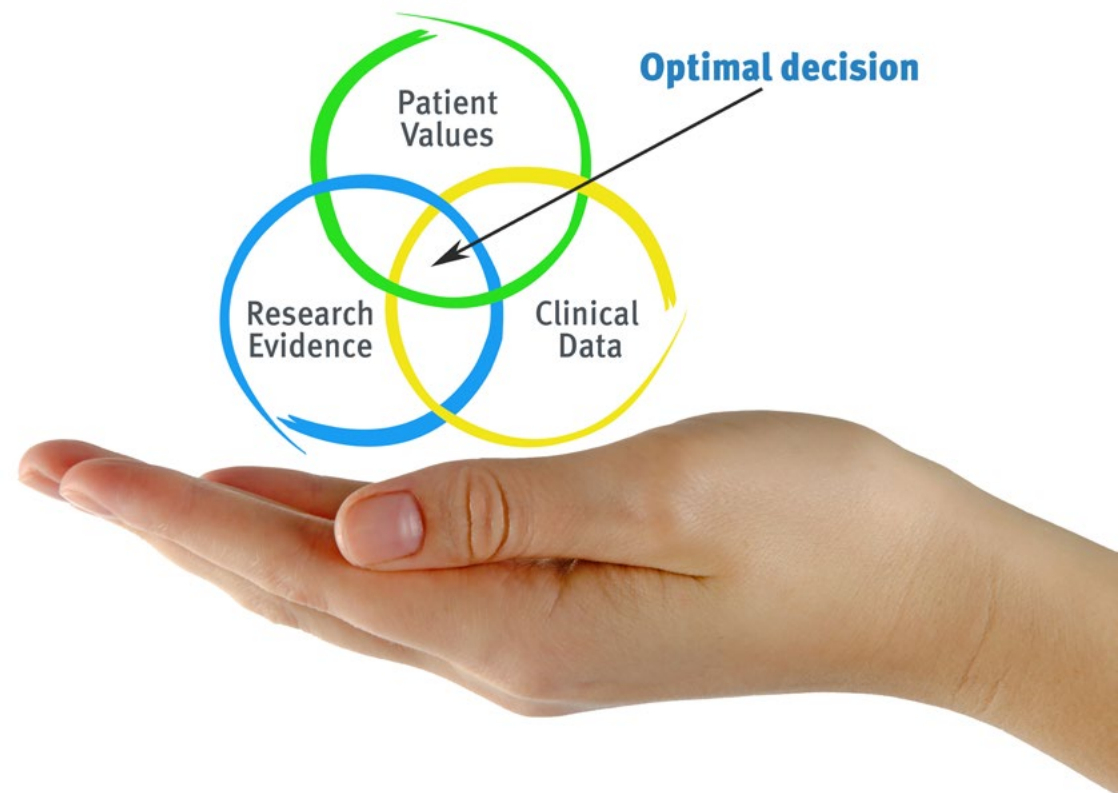 Optimal decision
Patient
Values
Research
Evidence
Clinical
Data